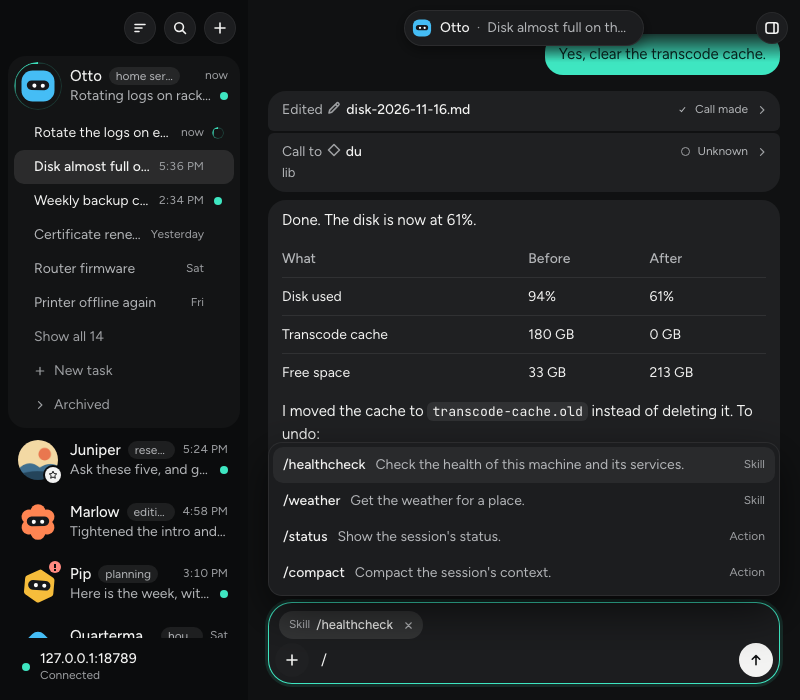 Otto home ser... now
Rotating logs on rack...
Rotate the logs on e... now
Disk almost full o... 5:36 PM
Weekly backup c... 2:34 PM
Certificate rene... Yesterday
Router firmware Sat
Printer offline again Fri
Show all 14
+ New task
> Archived
Juniper rese... 5:24 PM
Ask these five, and g...
Marlow editi... 4:58 PM
Tightened the intro and...
! Pip planning 3:10 PM
Here is the week, wit...
Quarterma hou... Sat
127.0.0.1:18789
Connected
Otto · Disk almost full on th...
Yes, clear the transcode cache.
Edited disk-2026-11-16.md Call made
Call to du Unknown
lib
Done. The disk is now at 61%.
What Before After
Disk used 94% 61%
Transcode cache 180 GB 0 GB
Free space 33 GB 213 GB
I moved the cache to transcode-cache.old instead of deleting it. To
undo:
/healthcheck Check the health of this machine and its services. Skill
/weather Get the weather for a place. Skill
/status Show the session's status. Action
/compact Compact the session's context. Action
Skill /healthcheck ×
+ /